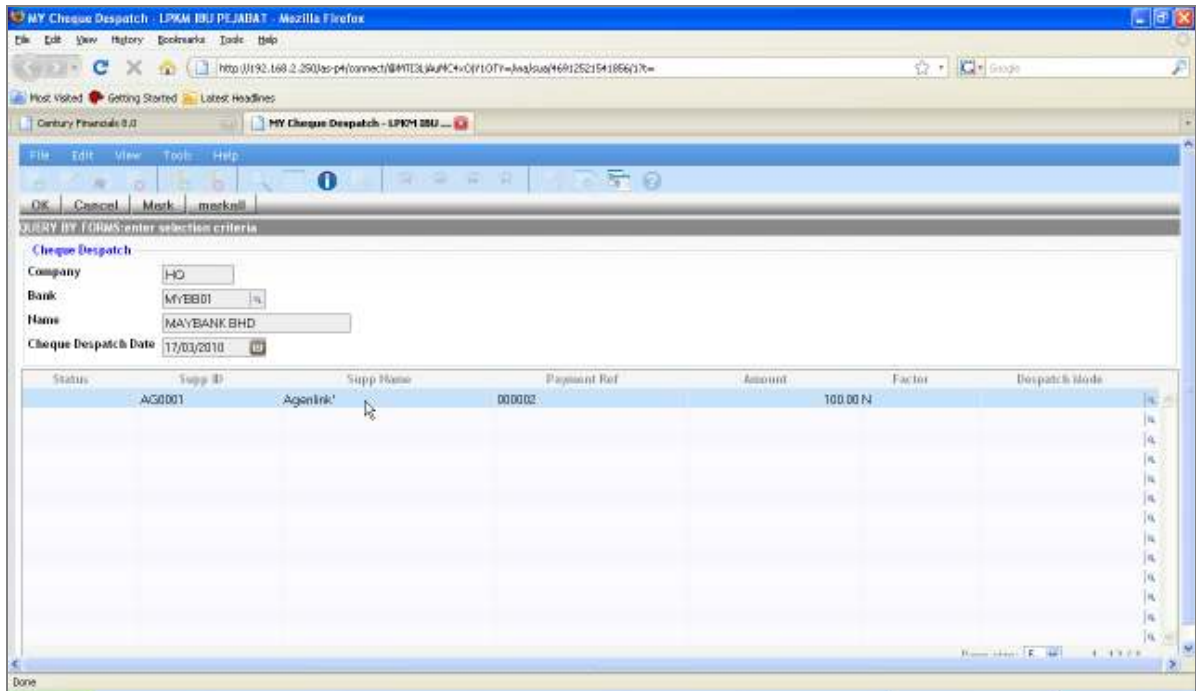 MY Cheque Despatch - LPKM IBU PEJABAT - Mozilla Firefox
File Edit View History Bookmarks Tools Help
Google
Most Visited Getting Started Latest Headlines
Century Financials 8.0 MY Cheque Despatch - LPKM IBU ...
File Edit View Tools Help
OK Cancel Mark markall
QUERY BY FORMS:enter selection criteria
Cheque Despatch
Company HQ
Bank MYBB01
Name MAYBANK BHD
Cheque Despatch Date 17/03/2010
Status Supp ID Supp Name Payment Ref Amount Factor Despatch Mode
AG0001 Agenlink' 000002 100.00 N
Done